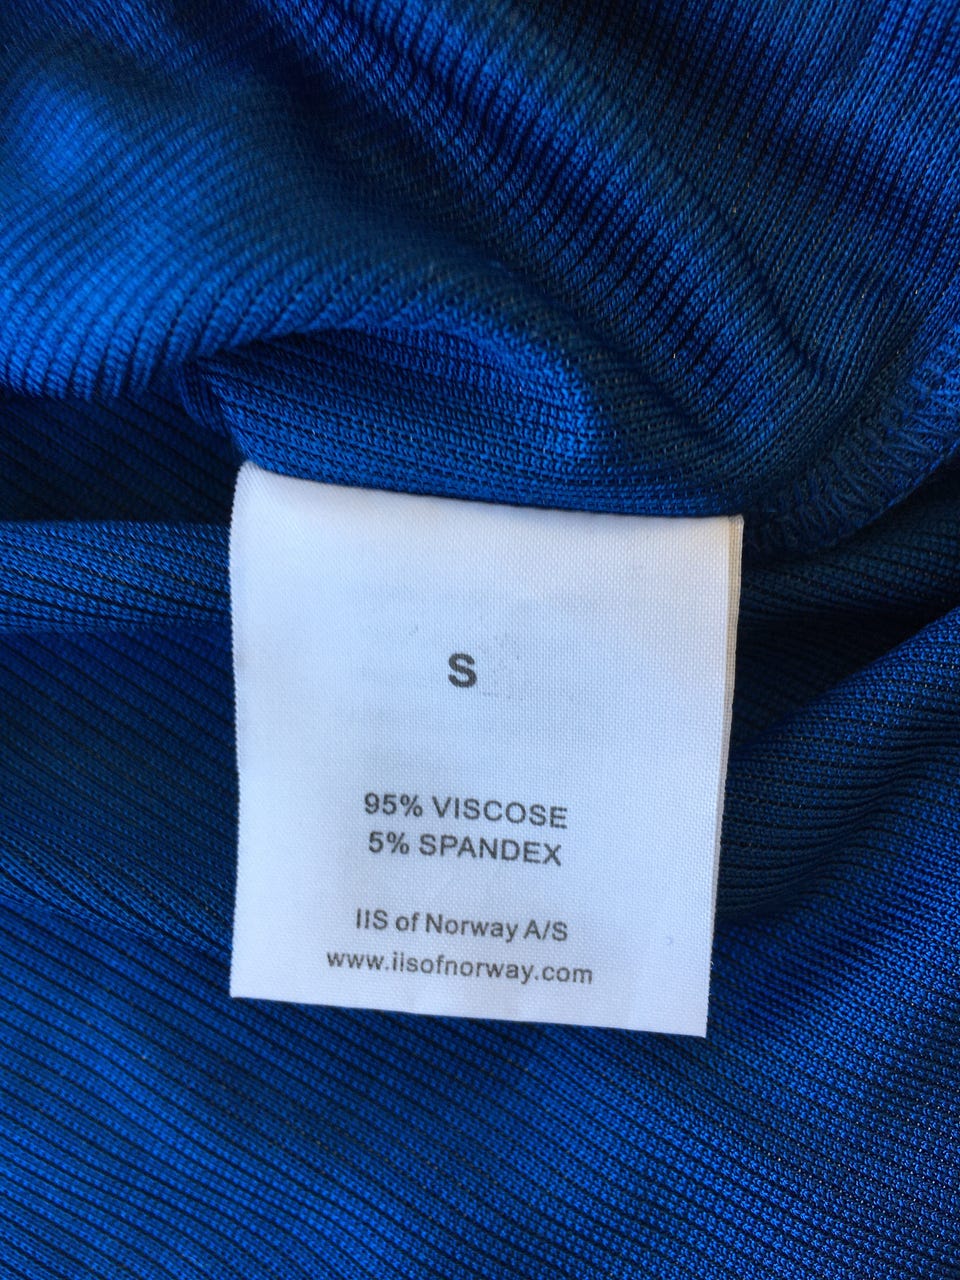 S
95% VISCOSE
5% SPANDEX
IIS of Norway A/S
www.iisofnorway.com